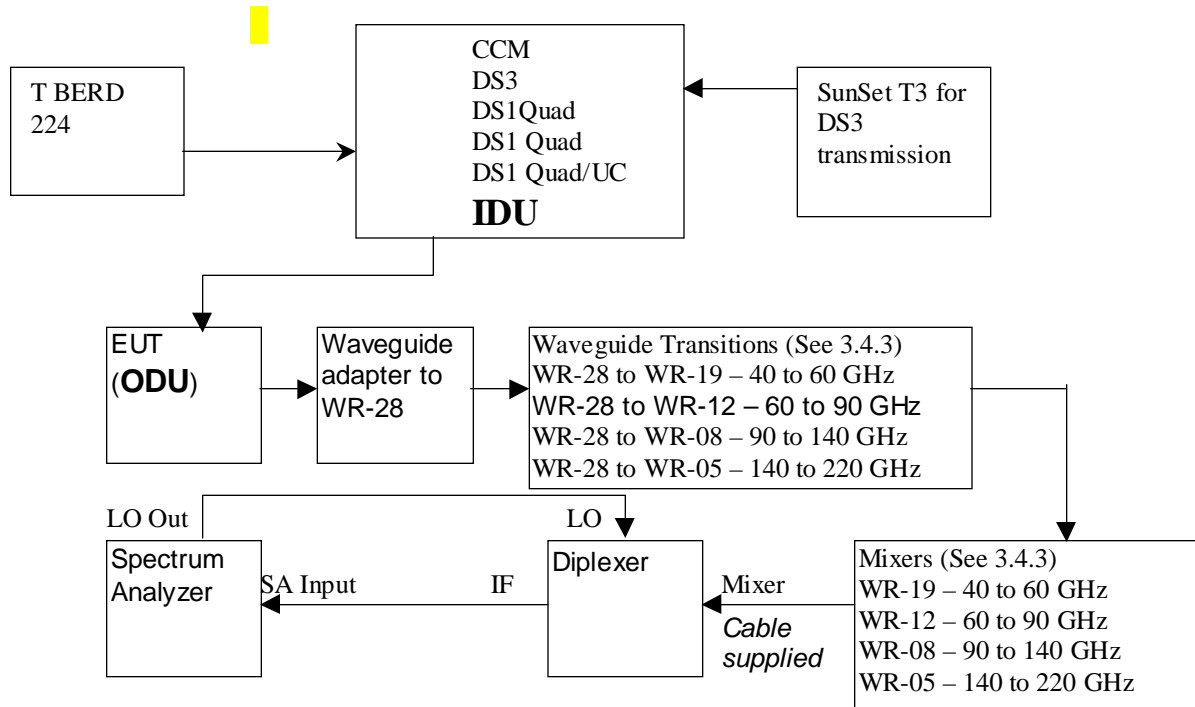 T BERD
224
CCM
DS3
DS1Quad
DS1 Quad
DS1 Quad/UC
IDU
SunSet T3 for
DS3
transmission
EUT
(ODU)
Waveguide
adapter to
WR-28
Waveguide Transitions (See 3.4.3)
WR-28 to WR-19 – 40 to 60 GHz
WR-28 to WR-12 – 60 to 90 GHz
WR-28 to WR-08 – 90 to 140 GHz
WR-28 to WR-05 – 140 to 220 GHz
LO Out
LO
Spectrum
Analyzer
SA Input
IF
Diplexer
Mixer
Cable
supplied
Mixers (See 3.4.3)
WR-19 – 40 to 60 GHz
WR-12 – 60 to 90 GHz
WR-08 – 90 to 140 GHz
WR-05 – 140 to 220 GHz